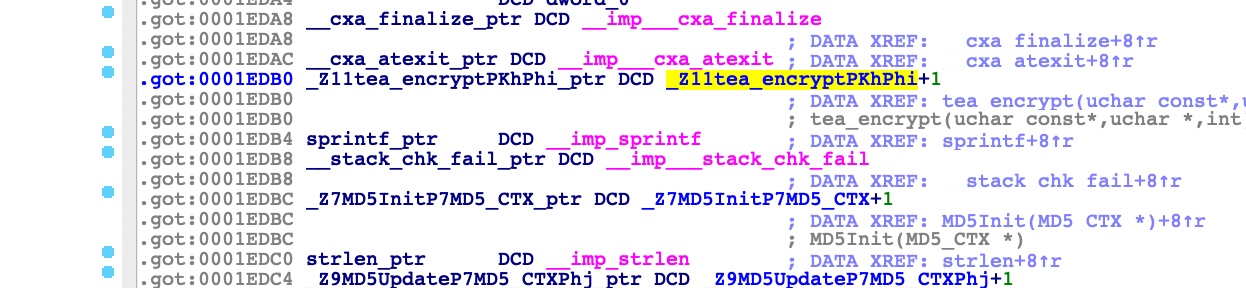 .got:0001EDA4 DCD dword_0
.got:0001EDA8 __cxa_finalize_ptr DCD __imp___cxa_finalize
.got:0001EDA8 ; DATA XREF: __cxa_finalize+8↑r
.got:0001EDAC __cxa_atexit_ptr DCD __imp___cxa_atexit ; DATA XREF: __cxa_atexit+8↑r
.got:0001EDB0 _Z11tea_encryptPKhPhi_ptr DCD _Z11tea_encryptPKhPhi+1
.got:0001EDB0 ; DATA XREF: tea_encrypt(uchar const*,
.got:0001EDB0 ; tea_encrypt(uchar const*,uchar *,int
.got:0001EDB4 sprintf_ptr DCD __imp_sprintf ; DATA XREF: sprintf+8↑r
.got:0001EDB8 __stack_chk_fail_ptr DCD __imp___stack_chk_fail
.got:0001EDB8 ; DATA XREF: __stack_chk_fail+8↑r
.got:0001EDBC _Z7MD5InitP7MD5_CTX_ptr DCD _Z7MD5InitP7MD5_CTX+1
.got:0001EDBC ; DATA XREF: MD5Init(MD5_CTX *)+8↑r
.got:0001EDBC ; MD5Init(MD5_CTX *)
.got:0001EDC0 strlen_ptr DCD __imp_strlen ; DATA XREF: strlen+8↑r
.got:0001EDC4 _Z9MD5UpdateP7MD5_CTXPhj_ptr DCD _Z9MD5UpdateP7MD5_CTXPhj+1